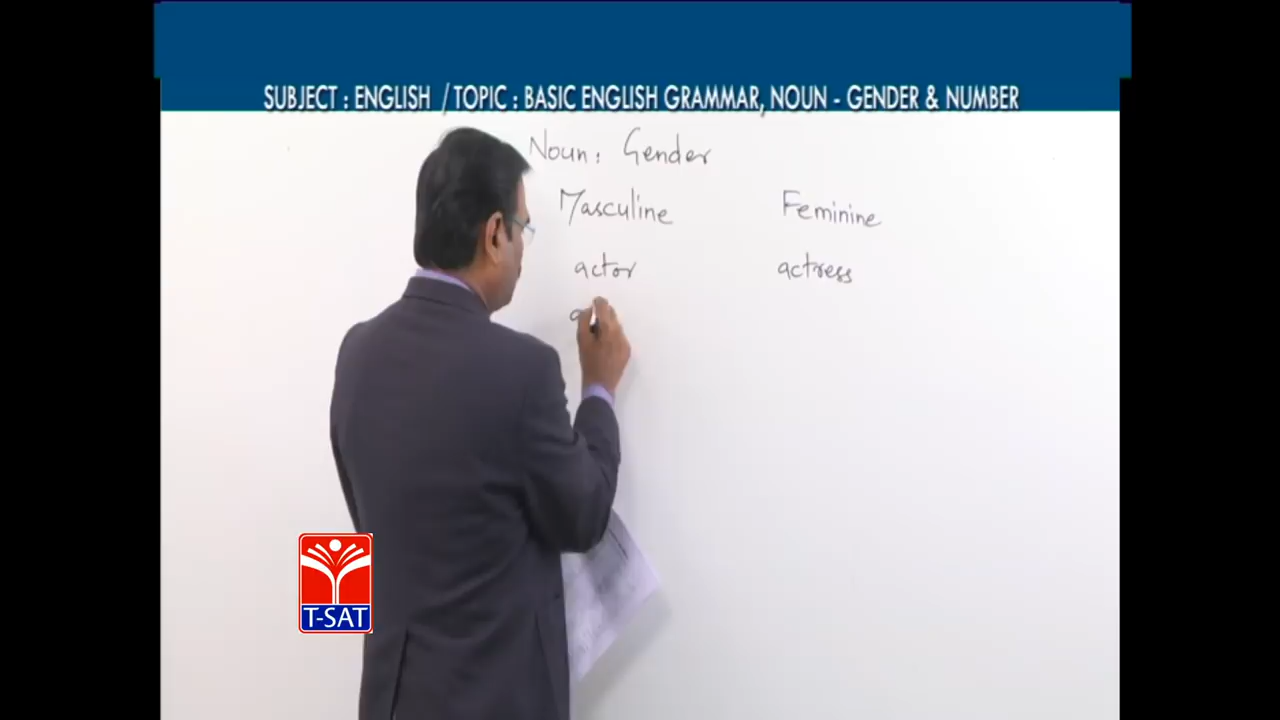 SUBJECT : ENGLISH / TOPIC : BASIC ENGLISH GRAMMAR, NOUN - GENDER & NUMBER
Noun : Gender
Masculine Feminine
actor actress
T-SAT